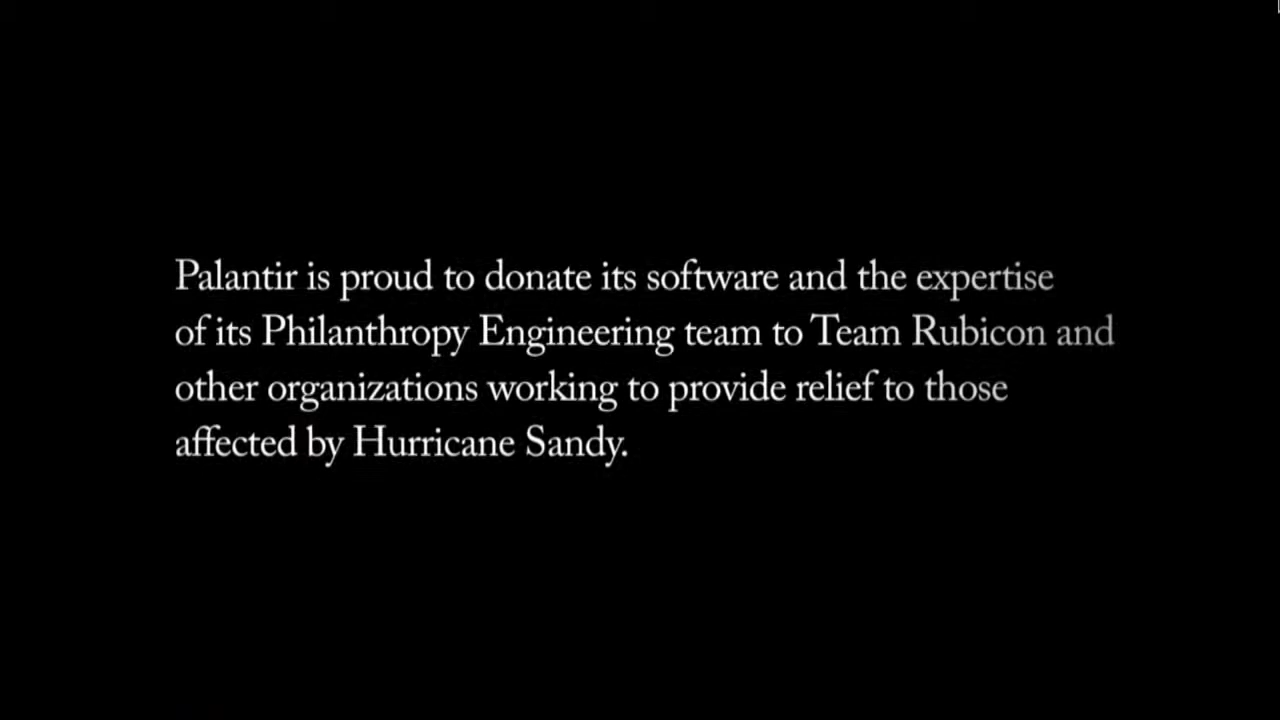 Palantir is proud to donate its software and the expertise
of its Philanthropy Engineering team to Team Rubicon and
other organizations working to provide relief to those
affected by Hurricane Sandy.